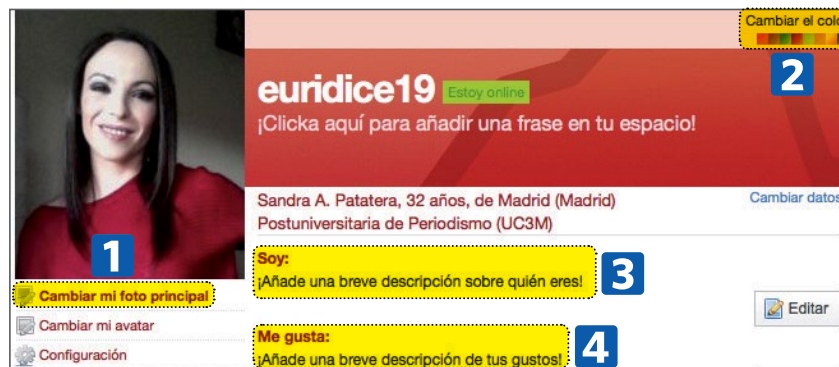 Cambiar el colo
2
euridice19 Estoy online
¡Clicka aquí para añadir una frase en tu espacio!
Sandra A. Patatera, 32 años, de Madrid (Madrid)
Cambiar datos
Postuniversitaria de Periodismo (UC3M)
1
Soy:
¡Añade una breve descripción sobre quién eres!
3
Cambiar mi foto principal
Editar
Cambiar mi avatar
Me gusta:
¡Añade una breve descripción de tus gustos!
4
Configuración